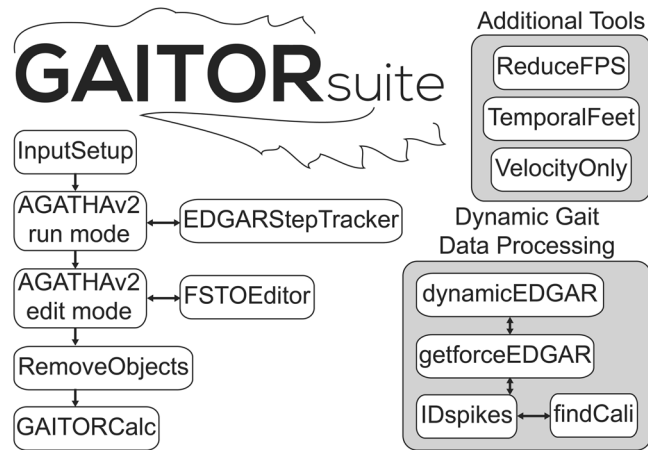 GAITORsuite
InputSetup
AGATHAv2
run mode
EDGARStepTracker
AGATHAv2
edit mode
FSTOEditor
RemoveObjects
GAITORCalc
Additional Tools
ReduceFPS
TemporalFeet
VelocityOnly
Dynamic Gait
Data Processing
dynamicEDGAR
getforceEDGAR
IDspikes
findCali